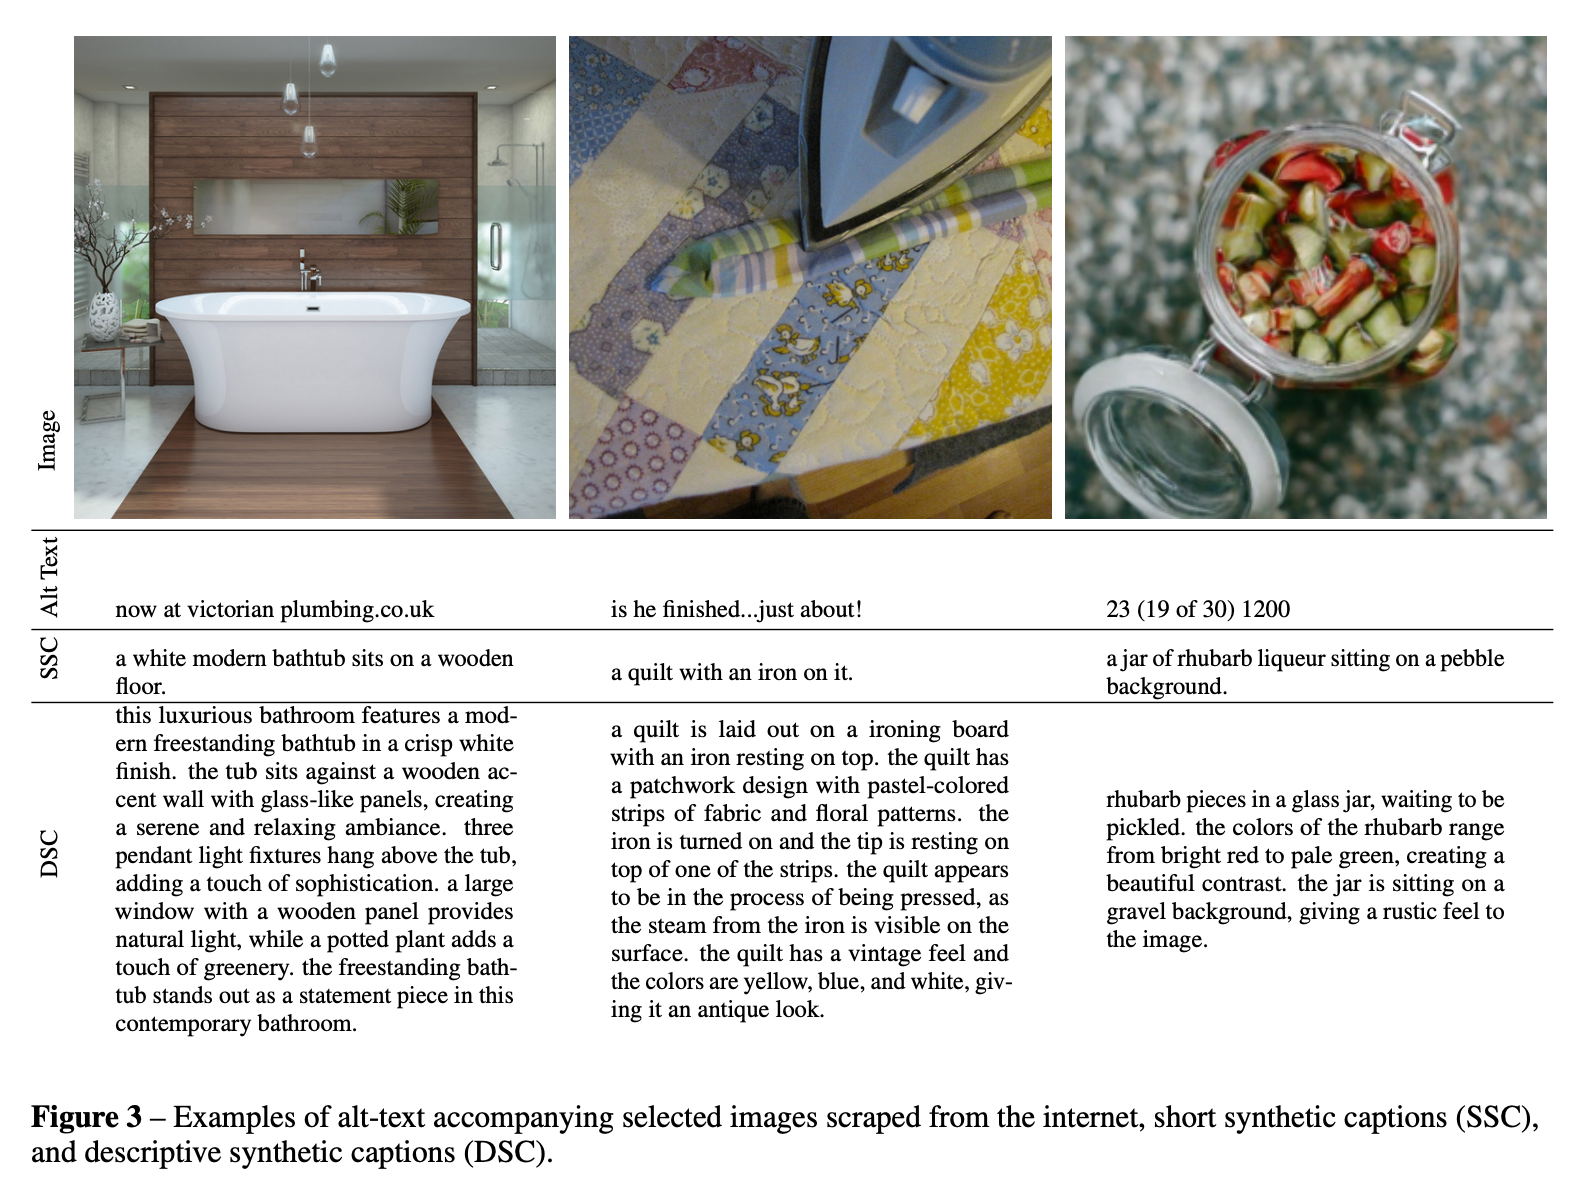 Image
Alt Text
now at victorian plumbing.co.uk
is he finished...just about!
23 (19 of 30) 1200
SSC
a white modern bathtub sits on a wooden
floor.
a quilt with an iron on it.
a jar of rhubarb liqueur sitting on a pebble
background.
DSC
this luxurious bathroom features a mod-
ern freestanding bathtub in a crisp white
finish. the tub sits against a wooden ac-
cent wall with glass-like panels, creating
a serene and relaxing ambiance. three
pendant light fixtures hang above the tub,
adding a touch of sophistication. a large
window with a wooden panel provides
natural light, while a potted plant adds a
touch of greenery. the freestanding bath-
tub stands out as a statement piece in this
contemporary bathroom.
a quilt is laid out on a ironing board
with an iron resting on top. the quilt has
a patchwork design with pastel-colored
strips of fabric and floral patterns. the
iron is turned on and the tip is resting on
top of one of the strips. the quilt appears
to be in the process of being pressed, as
the steam from the iron is visible on the
surface. the quilt has a vintage feel and
the colors are yellow, blue, and white, giv-
ing it an antique look.
rhubarb pieces in a glass jar, waiting to be
pickled. the colors of the rhubarb range
from bright red to pale green, creating a
beautiful contrast. the jar is sitting on a
gravel background, giving a rustic feel to
the image.
Figure 3 – Examples of alt-text accompanying selected images scraped from the internet, short synthetic captions (SSC),
and descriptive synthetic captions (DSC).